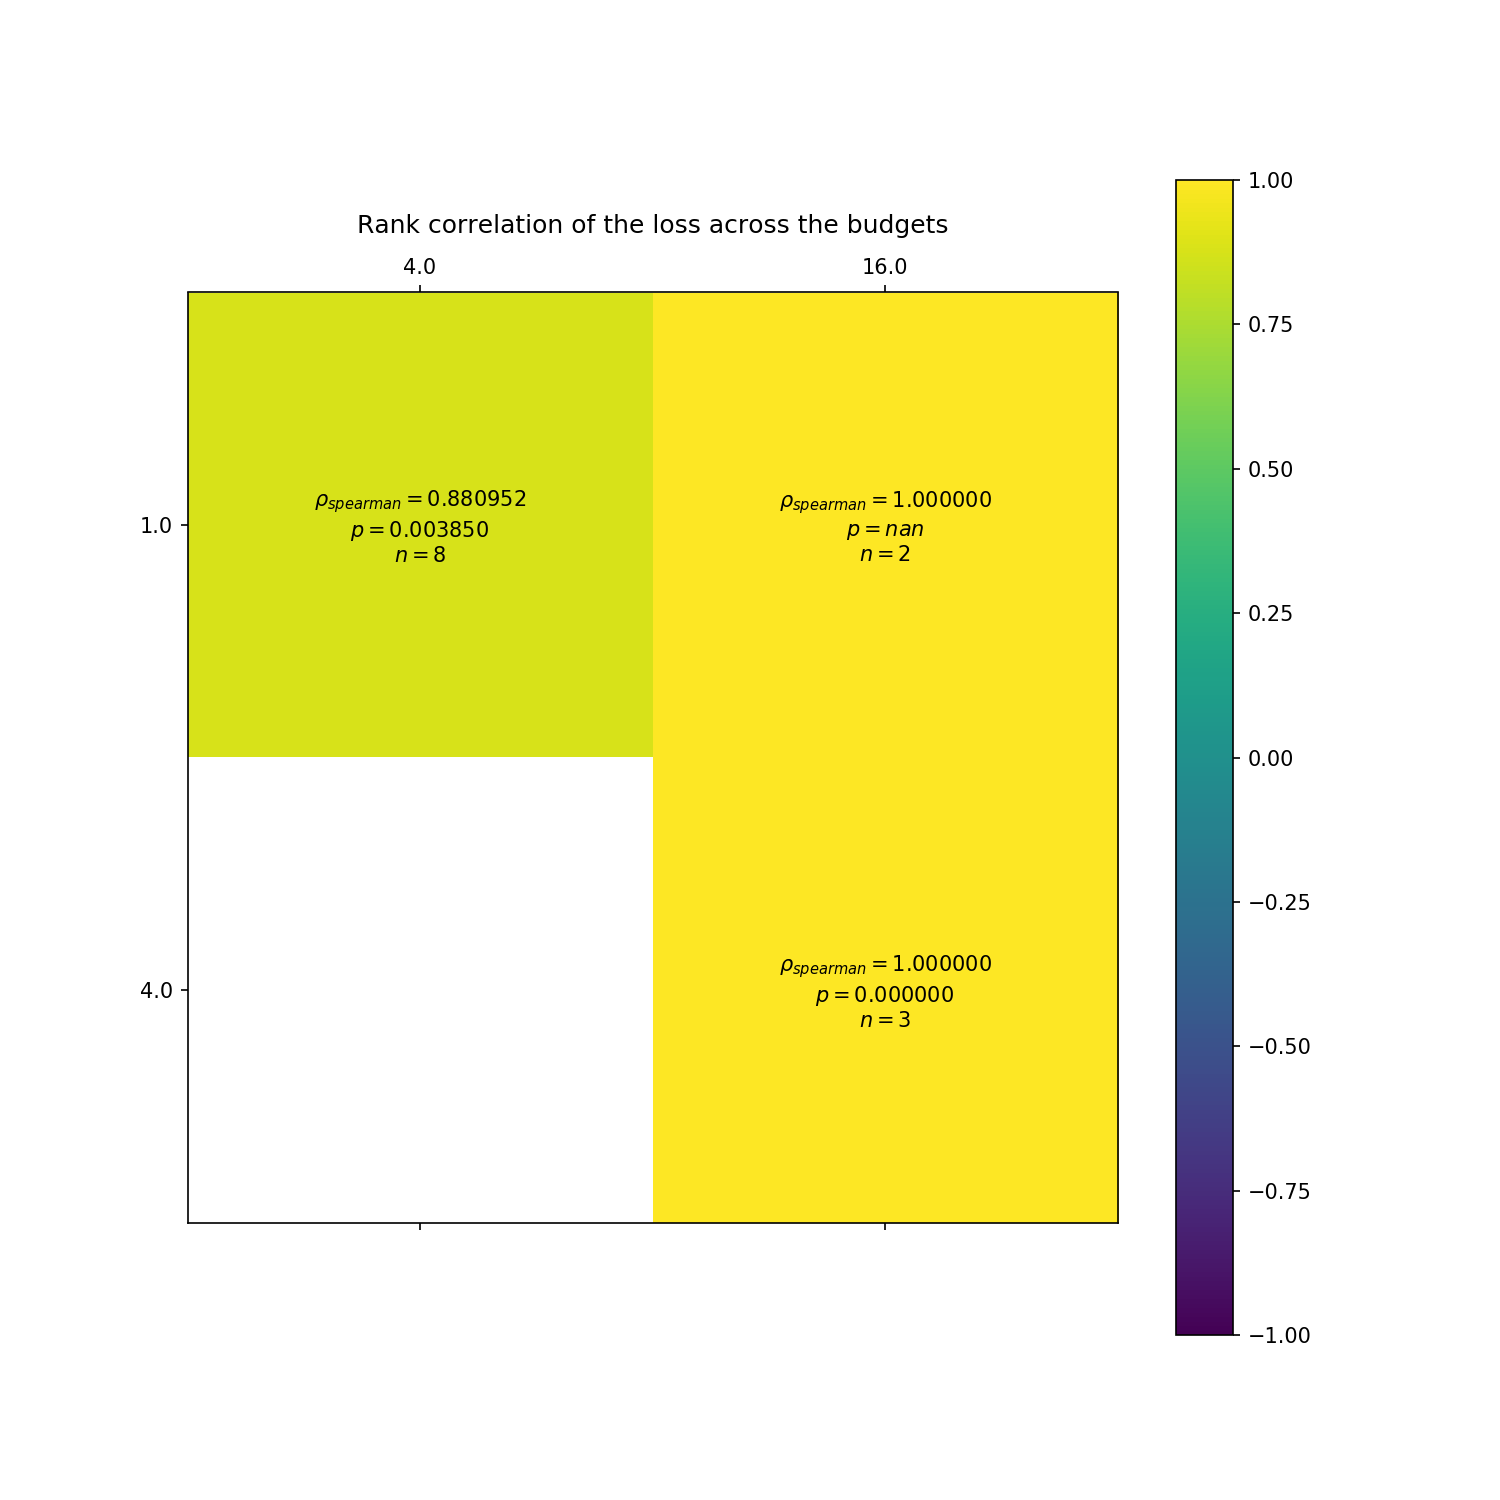 Rank correlation of the loss across the budgets
4.0 16.0
1.00
0.75
0.50
0.25
0.00
−0.25
−0.50
−0.75
−1.00
1.0
ρspearman = 0.880952
p = 0.003850
n = 8
ρspearman = 1.000000
p = nan
n = 2
4.0
ρspearman = 1.000000
p = 0.000000
n = 3